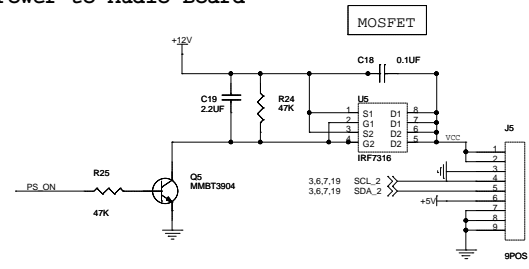 Power to Audio Board
MOSFET
+12V
C18
0.1UF
C19
2.2UF
R24
47K
U5
1 S1 D1 8
2 G1 D1 7
3 S2 D2 6
4 G2 D2 5
IRF7316
VCC
J5
1
2
3
4
5
6
7
8
9
9POS
3,6,7,19 SCL_2
3,6,7,19 SDA_2
+5V
PS_ON
R25
47K
Q5
MMBT3904